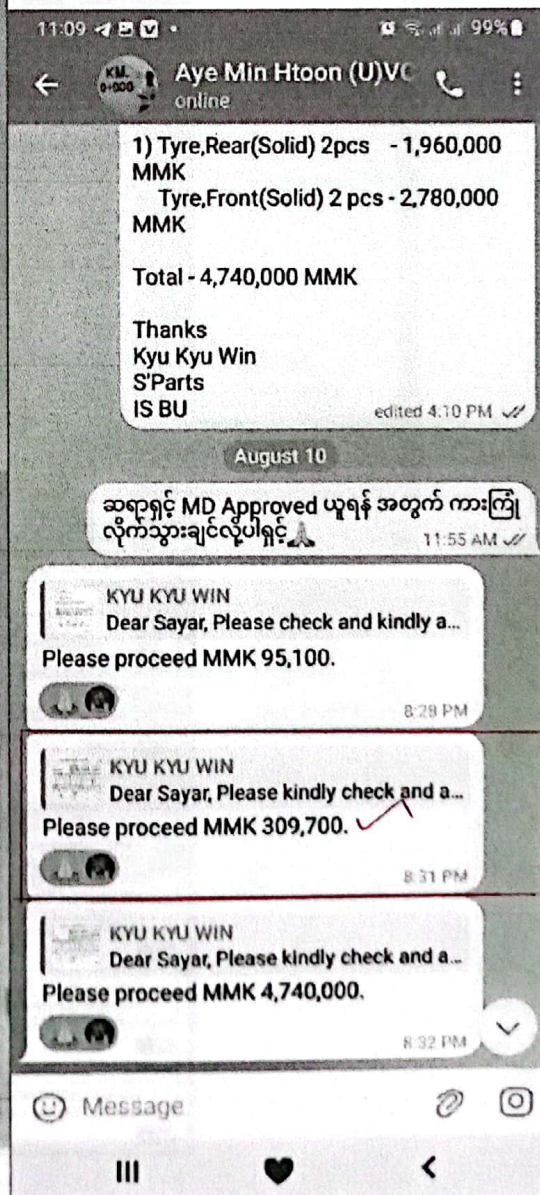 11:09
99%
KM.
0+000
Aye Min Htoon (U)VC
online
1) Tyre,Rear(Solid) 2pcs - 1,960,000
MMK
Tyre,Front(Solid) 2 pcs - 2,780,000
MMK
Total - 4,740,000 MMK
Thanks
Kyu Kyu Win
S'Parts
IS BU
edited 4:10 PM
August 10
ဆရာရှင့် MD Approved ယူရန် အတွက် ကားကြုံ
လိုက်သွားချင်လို့ပါရှင့်
11:55 AM
KYU KYU WIN
Dear Sayar, Please check and kindly a...
Please proceed MMK 95,100.
8:29 PM
KYU KYU WIN
Dear Sayar, Please kindly check and a...
Please proceed MMK 309,700.
8:31 PM
KYU KYU WIN
Dear Sayar, Please kindly check and a...
Please proceed MMK 4,740,000.
8:32 PM
Message